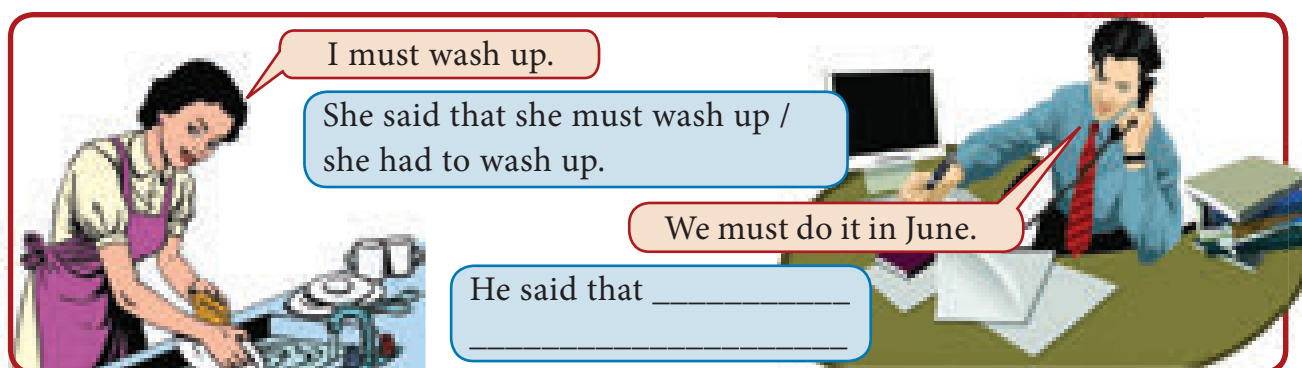 I must wash up.
She said that she must wash up /
she had to wash up.
We must do it in June.
He said that ___________
_____________________